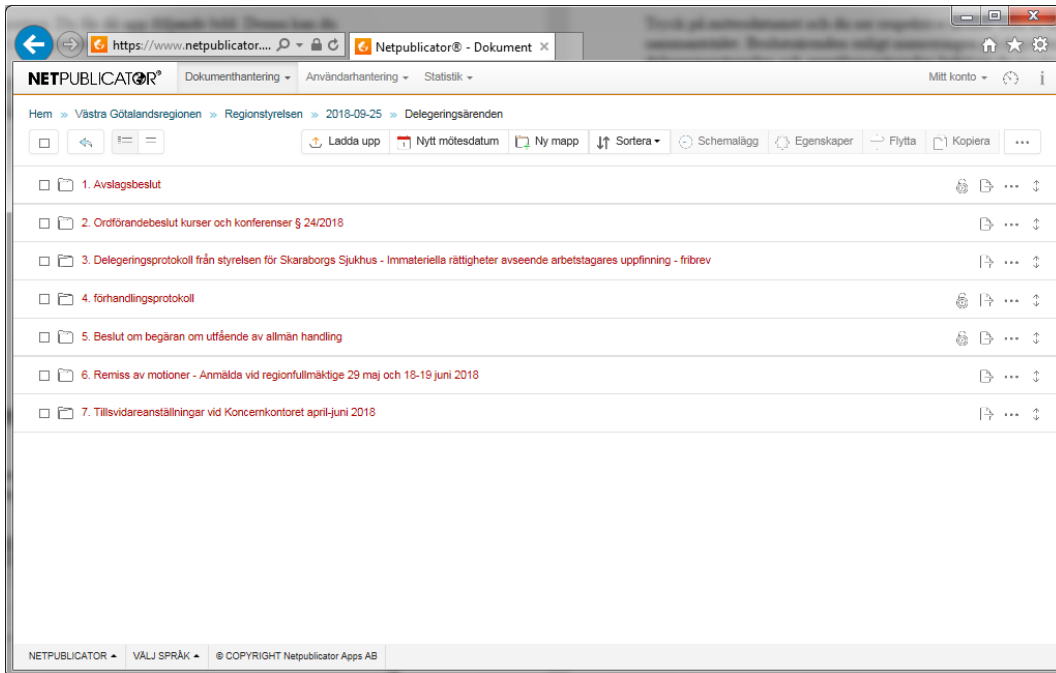 https://www.netpublicator....
Netpublicator® - Dokument
NETPUBLICATOR® Dokumenthantering Användarhantering Statistik Mitt konto
Hem » Västra Götalandsregionen » Regionstyrelsen » 2018-09-25 » Delegeringsärenden
Ladda upp Nytt mötesdatum Ny mapp Sortera Schemalägg Egenskaper Flytta Kopiera ...
1. Avslagsbeslut
2. Ordförandebeslut kurser och konferenser § 24/2018
3. Delegeringsprotokoll från styrelsen för Skaraborgs Sjukhus - Immateriella rättigheter avseende arbetstagares uppfinning - fribrev
4. förhandlingsprotokoll
5. Beslut om begäran om utfående av allmän handling
6. Remiss av motioner - Anmälda vid regionfullmäktige 29 maj och 18-19 juni 2018
7. Tillsvidareanställningar vid Koncernkontoret april-juni 2018
NETPUBLICATOR VÄLJ SPRÅK © COPYRIGHT Netpublicator Apps AB